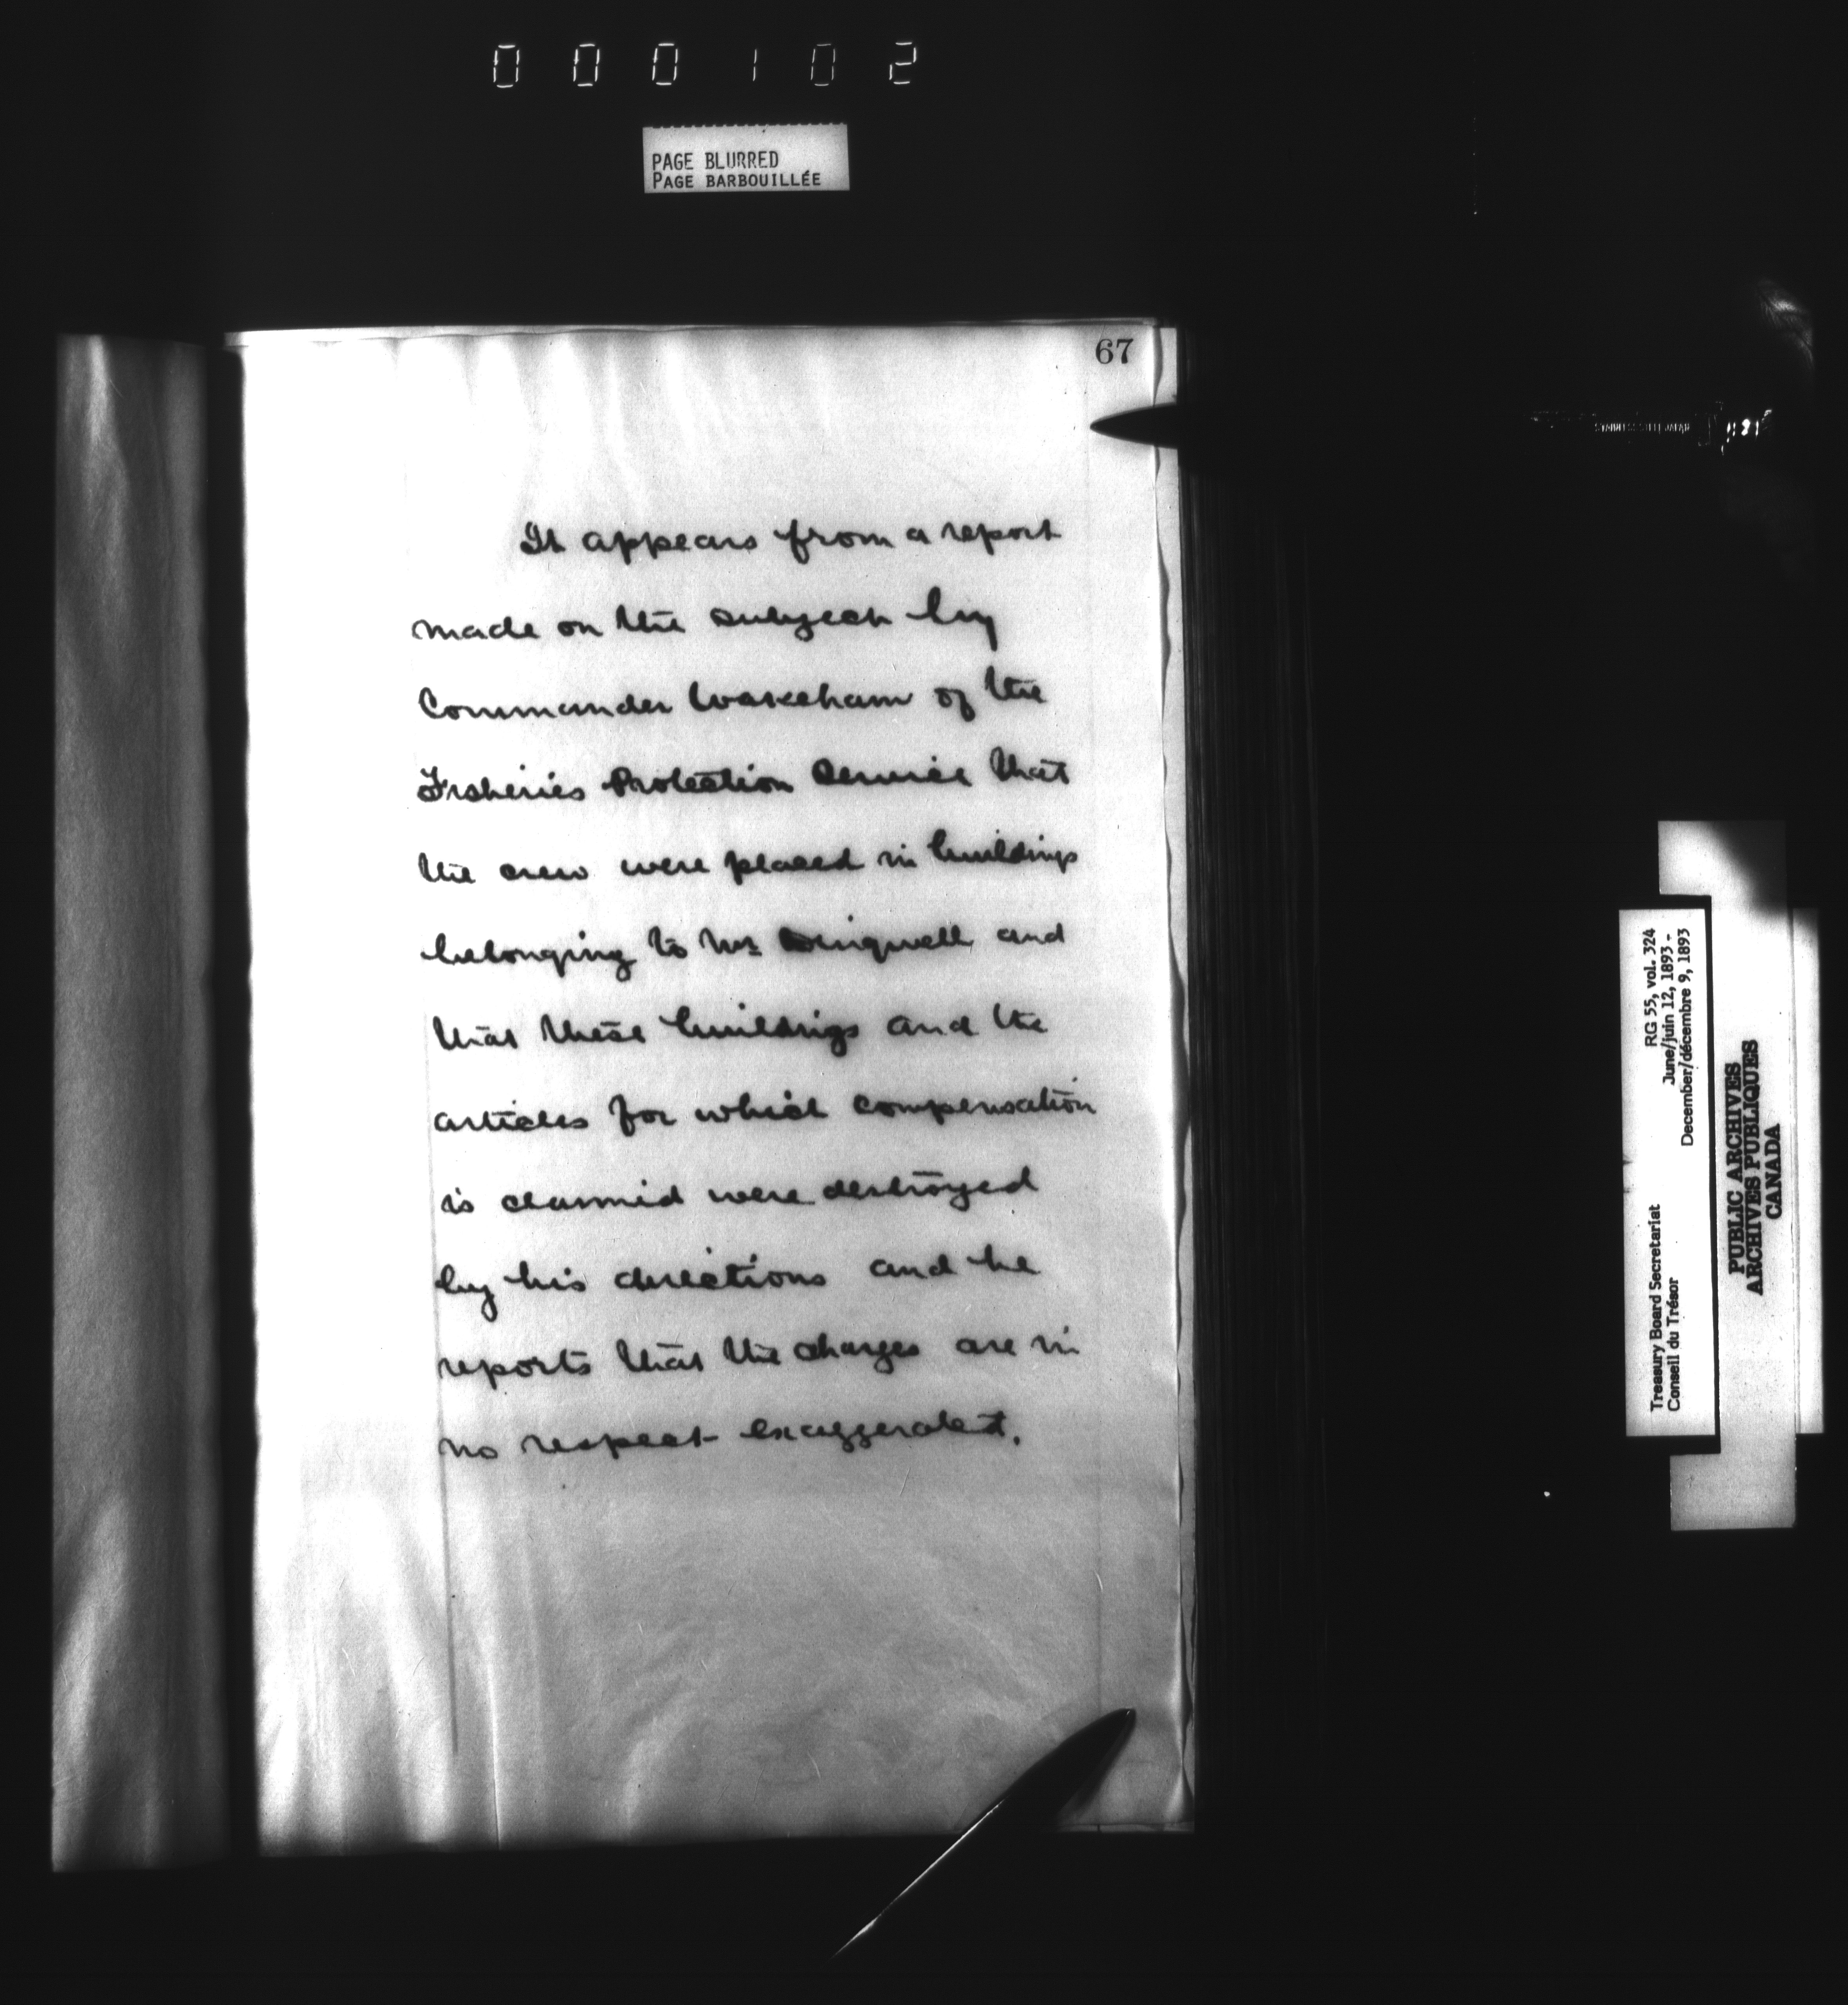 000102
PAGE BLURRED
PAGE BARBOUILLÉE
67
It appears from a report
made on the subject by
Commander Wakeham of the
Fisheries Protection Service that
the crew were placed in buildings
belonging to Mr Dingwell and
that these buildings and the
articles for which compensation
is claimed were destroyed
by his directions and he
reports that the charges are in
no respect exaggerated.
RG 55, vol. 324
June/juin 12, 1893 -
December/décembre 9, 1893
Treasury Board Secretariat
Conseil du Trésor
PUBLIC ARCHIVES
ARCHIVES PUBLIQUES
CANADA